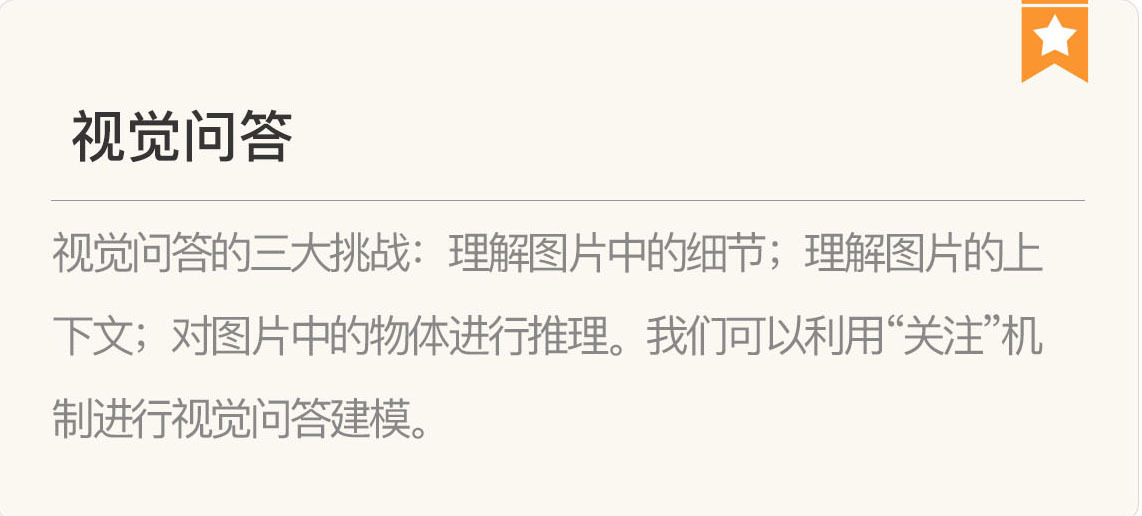 视觉问答
视觉问答的三大挑战：理解图片中的细节；理解图片的上
下文；对图片中的物体进行推理。我们可以利用“关注”机
制进行视觉问答建模。